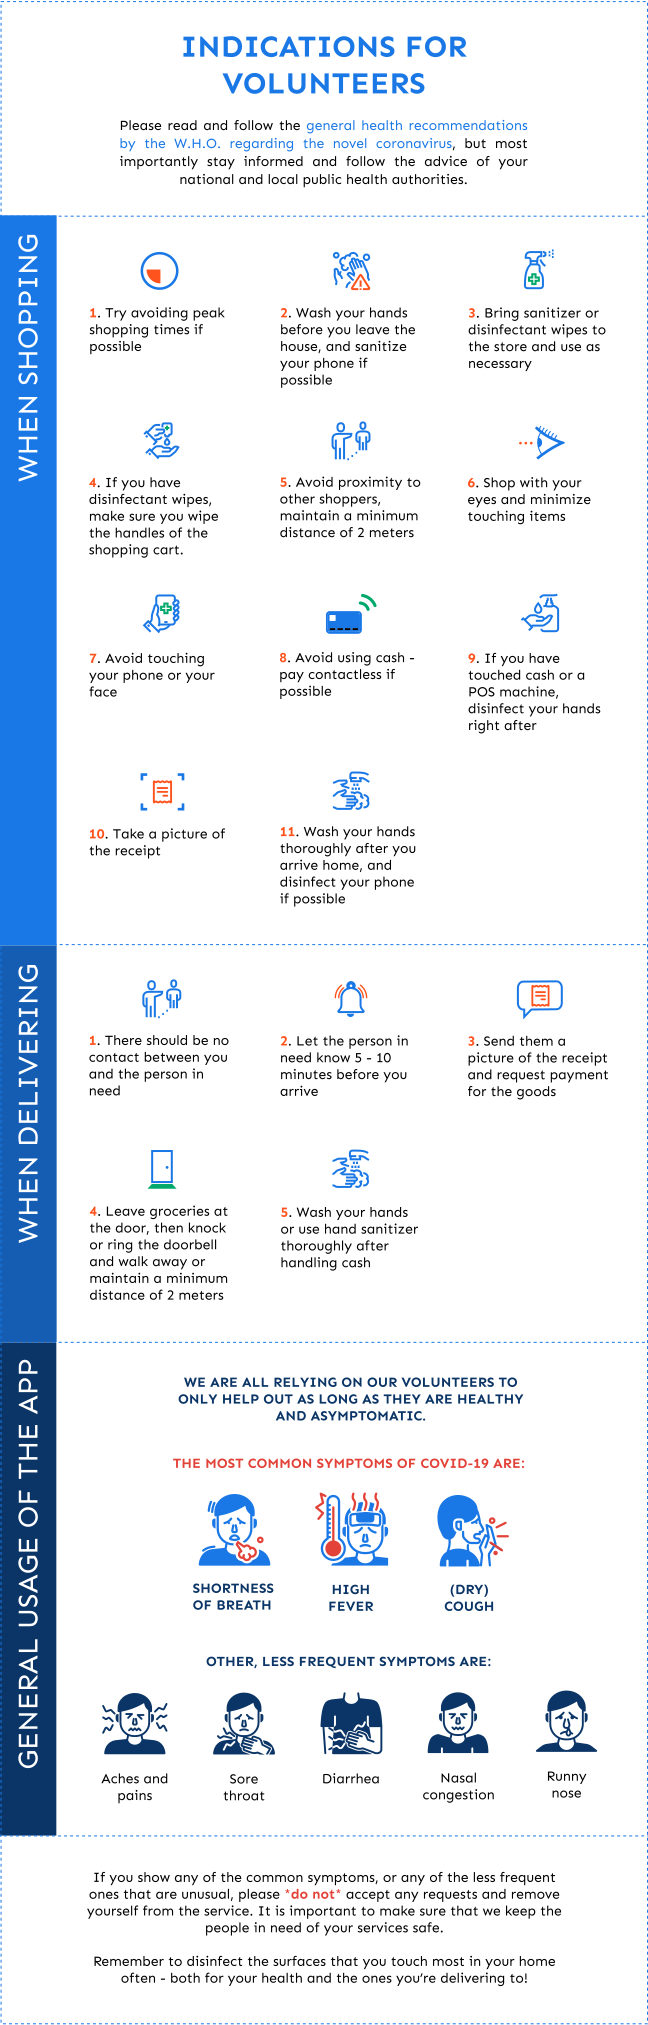 INDICATIONS FOR
VOLUNTEERS
Please read and follow the general health recommendations
by the W.H.O. regarding the novel coronavirus, but most
importantly stay informed and follow the advice of your
national and local public health authorities.
WHEN SHOPPING
1. Try avoiding peak
shopping times if
possible
2. Wash your hands
before you leave the
house, and sanitize
your phone if
possible
3. Bring sanitizer or
disinfectant wipes to
the store and use as
necessary
4. If you have
disinfectant wipes,
make sure you wipe
the handles of the
shopping cart.
5. Avoid proximity to
other shoppers,
maintain a minimum
distance of 2 meters
6. Shop with your
eyes and minimize
touching items
7. Avoid touching
your phone or your
face
8. Avoid using cash -
pay contactless if
possible
9. If you have
touched cash or a
POS machine,
disinfect your hands
right after
10. Take a picture of
the receipt
11. Wash your hands
thoroughly after you
arrive home, and
disinfect your phone
if possible
WHEN DELIVERING
1. There should be no
contact between you
and the person in
need
2. Let the person in
need know 5 - 10
minutes before you
arrive
3. Send them a
picture of the receipt
and request payment
for the goods
4. Leave groceries at
the door, then knock
or ring the doorbell
and walk away or
maintain a minimum
distance of 2 meters
5. Wash your hands
or use hand sanitizer
thoroughly after
handling cash
GENERAL USAGE OF THE APP
WE ARE ALL RELYING ON OUR VOLUNTEERS TO
ONLY HELP OUT AS LONG AS THEY ARE HEALTHY
AND ASYMPTOMATIC.
THE MOST COMMON SYMPTOMS OF COVID-19 ARE:
SHORTNESS
OF BREATH
HIGH
FEVER
(DRY)
COUGH
OTHER, LESS FREQUENT SYMPTOMS ARE:
Aches and
pains
Sore
throat
Diarrhea
Nasal
congestion
Runny
nose
If you show any of the common symptoms, or any of the less frequent
ones that are unusual, please *do not* accept any requests and remove
yourself from the service. It is important to make sure that we keep the
people in need of your services safe.
Remember to disinfect the surfaces that you touch most in your home
often - both for your health and the ones you're delivering to!